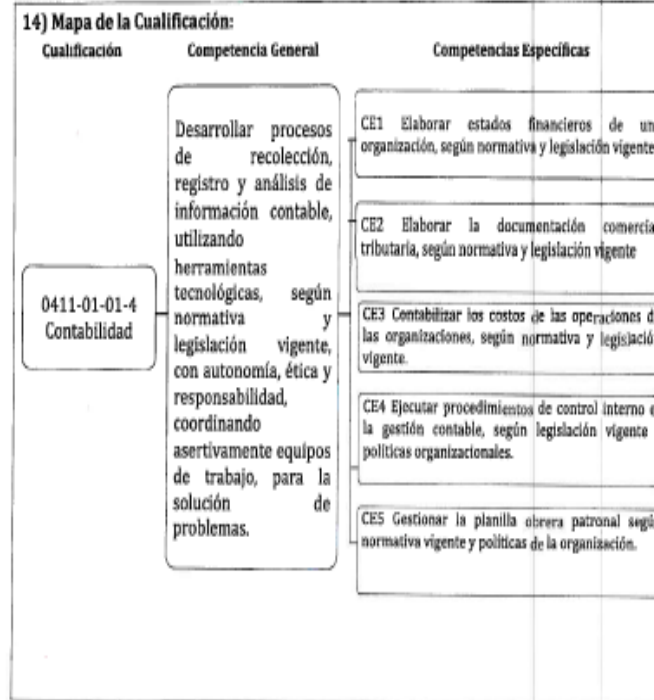 14) Mapa de la Cualificación:
Cualificación
Competencia General
Competencias Específicas
0411-01-01-4
Contabilidad
Desarrollar procesos
de recolección,
registro y análisis de
información contable,
utilizando
herramientas
tecnológicas, según
normativa y
legislación vigente,
con autonomía, ética y
responsabilidad,
coordinando
asertivamente equipos
de trabajo, para la
solución de
problemas.
CE1 Elaborar estados financieros de un
organización, según normativa y legislación vigente
CE2 Elaborar la documentación comercia
tributaria, según normativa y legislación vigente
CE3 Contabilizar los costos de las operaciones d
las organizaciones, según normativa y legislació
vigente.
CE4 Ejecutar procedimientos de control interno e
la gestión contable, según legislación vigente
políticas organizacionales.
CE5 Gestionar la planilla obrera patronal segú
normativa vigente y políticas de la organización.